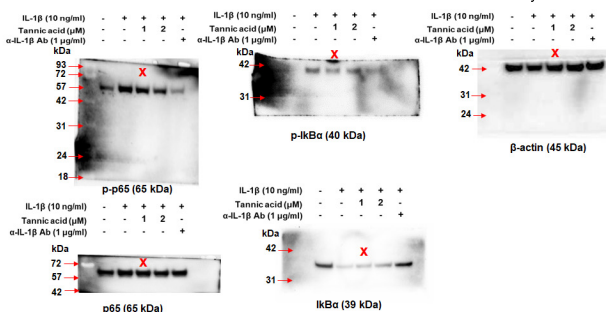 IL-1β (10 ng/ml) - + + + +
Tannic acid (μM) - - 1 2 -
α-IL-1β Ab (1 μg/ml) - - - - +
kDa
93
72
57
42
31
24
18
X
p-p65 (65 kDa)
IL-1β (10 ng/ml) - + + + +
Tannic acid (μM) - - 1 2 -
α-IL-1β Ab (1 μg/ml) - - - - +
kDa
42
31
X
p-IkBα (40 kDa)
IL-1β (10 ng/ml) - + + + +
Tannic acid (μM) - - 1 2 -
α-IL-1β Ab (1 μg/ml) - - - - +
kDa
42
31
24
X
β-actin (45 kDa)
IL-1β (10 ng/ml) - + + + +
Tannic acid (μM) - - 1 2 -
α-IL-1β Ab (1 μg/ml) - - - - +
kDa
72
57
42
X
p65 (65 kDa)
IL-1β (10 ng/ml) - + + + +
Tannic acid (μM) - - 1 2 -
α-IL-1β Ab (1 μg/ml) - - - - +
kDa
42
31
X
IkBα (39 kDa)